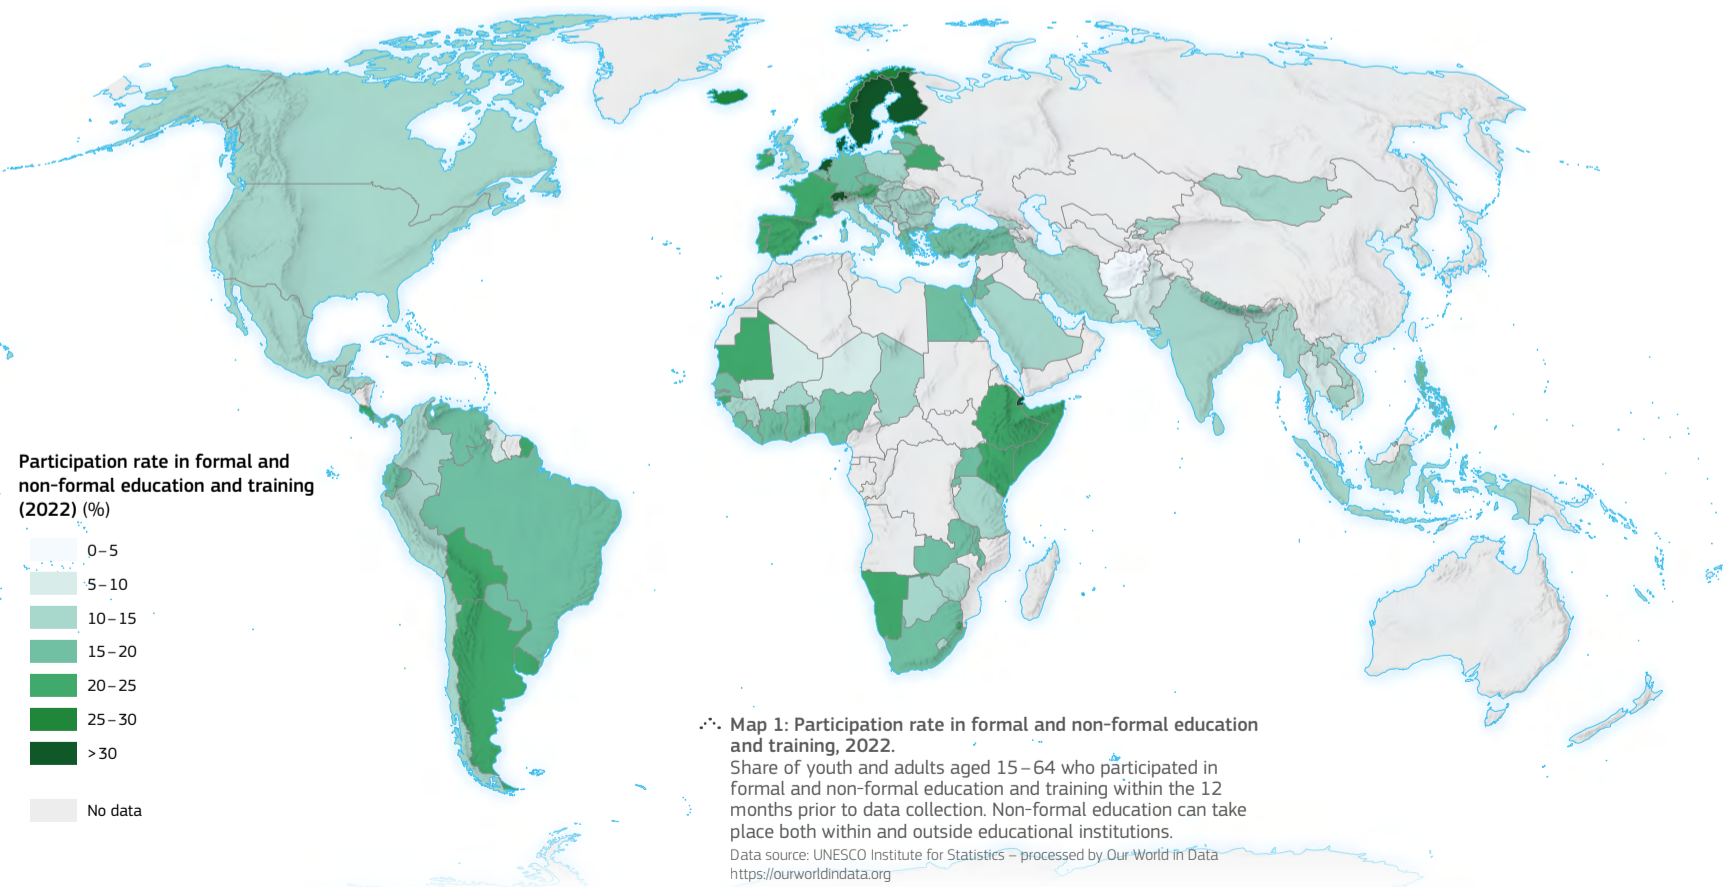 Participation rate in formal and
non-formal education and training
(2022) (%)
0–5
5–10
10–15
15–20
20–25
25–30
>30
No data
Map 1: Participation rate in formal and non-formal education
and training, 2022.
Share of youth and adults aged 15–64 who participated in
formal and non-formal education and training within the 12
months prior to data collection. Non-formal education can take
place both within and outside educational institutions.
Data source: UNESCO Institute for Statistics – processed by Our World in Data
https://ourworldindata.org